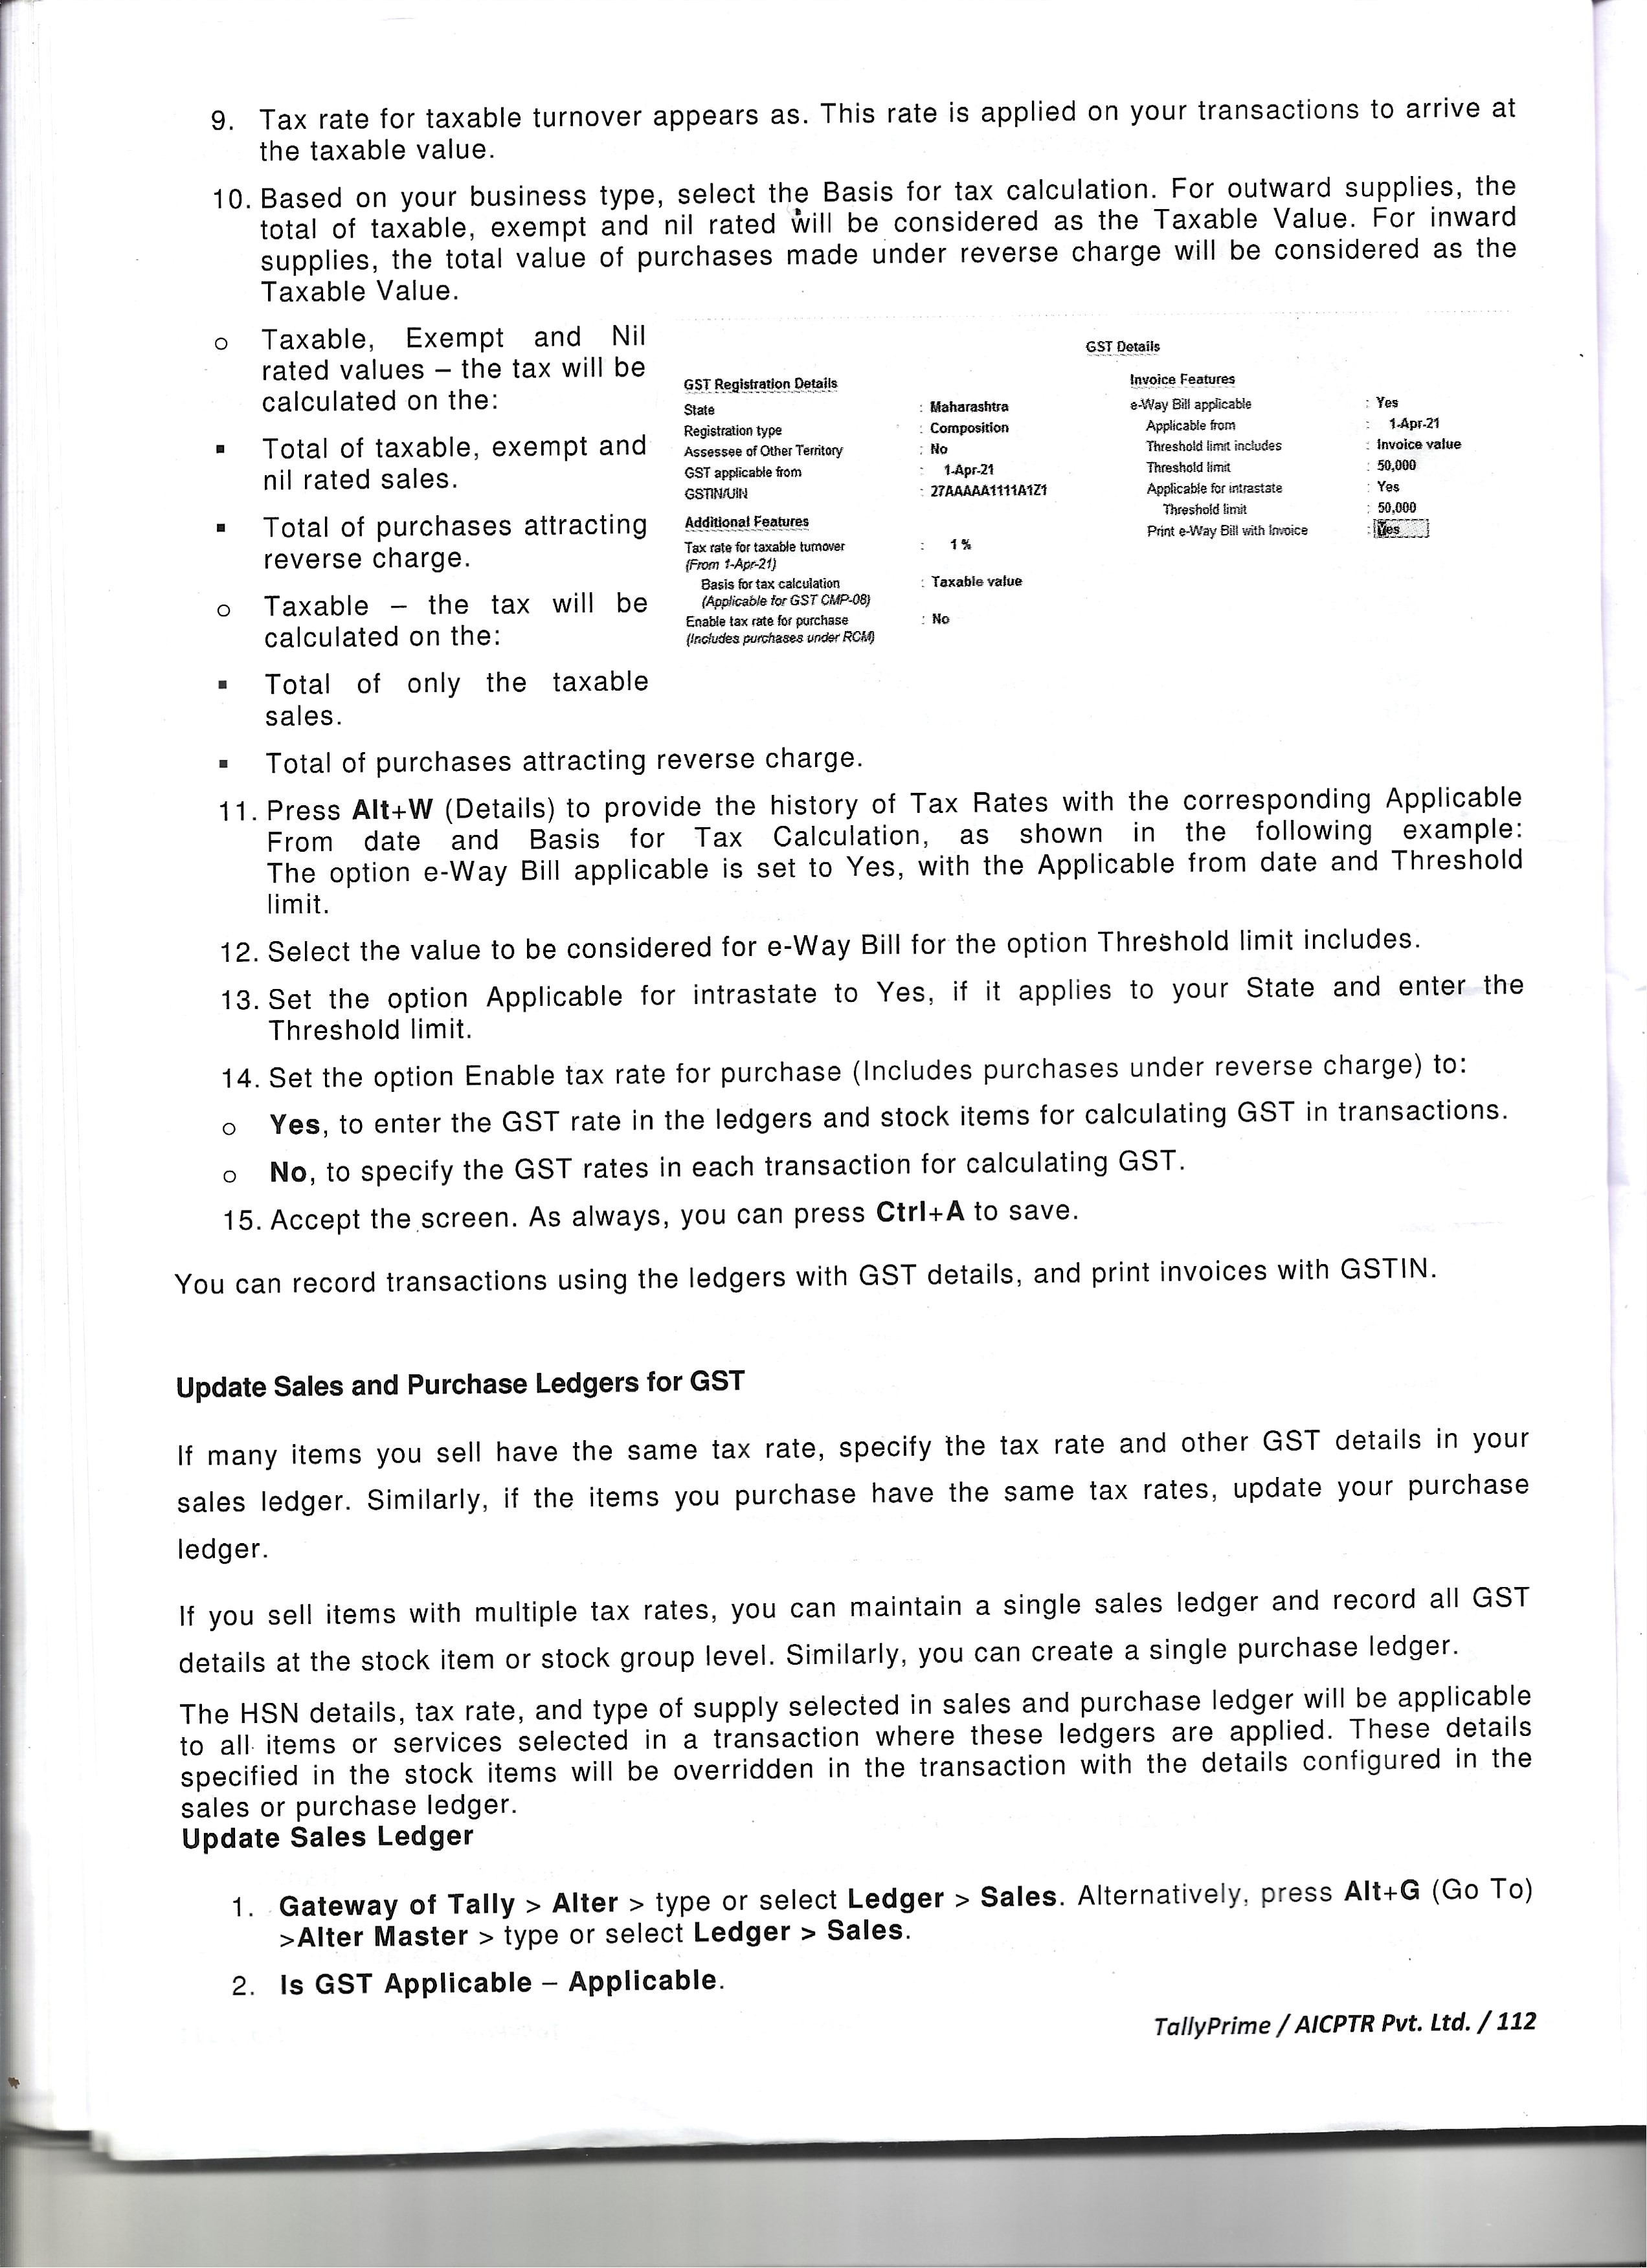 9. Tax rate for taxable turnover appears as. This rate is applied on your transactions to arrive at
the taxable value.
10. Based on your business type, select the Basis for tax calculation. For outward supplies, the
total of taxable, exempt and nil rated will be considered as the Taxable Value. For inward
supplies, the total value of purchases made under reverse charge will be considered as the
Taxable Value.
o Taxable, Exempt and Nil
rated values – the tax will be
calculated on the:
▪ Total of taxable, exempt and
nil rated sales.
▪ Total of purchases attracting
reverse charge.
o Taxable – the tax will be
calculated on the:
▪ Total of only the taxable
sales.
▪ Total of purchases attracting reverse charge.
GST Details
GST Registration Details
State : Maharashtra
Registration type : Composition
Assessee of Other Territory : No
GST applicable from : 1-Apr-21
GSTIN/UIN : 27AAAAA1111A1Z1
Additional Features
Tax rate for taxable turnover : 1 %
(From 1-Apr-21)
Basis for tax calculation : Taxable value
(Applicable for GST CMP-08)
Enable tax rate for purchase : No
(Includes purchases under RCM)
Invoice Features
e-Way Bill applicable : Yes
Applicable from : 1-Apr-21
Threshold limit includes : Invoice value
Threshold limit : 50,000
Applicable for intrastate : Yes
Threshold limit : 50,000
Print e-Way Bill with Invoice : Yes
11. Press Alt+W (Details) to provide the history of Tax Rates with the corresponding Applicable
From date and Basis for Tax Calculation, as shown in the following example:
The option e-Way Bill applicable is set to Yes, with the Applicable from date and Threshold
limit.
12. Select the value to be considered for e-Way Bill for the option Threshold limit includes.
13. Set the option Applicable for intrastate to Yes, if it applies to your State and enter the
Threshold limit.
14. Set the option Enable tax rate for purchase (Includes purchases under reverse charge) to:
o Yes, to enter the GST rate in the ledgers and stock items for calculating GST in transactions.
o No, to specify the GST rates in each transaction for calculating GST.
15. Accept the screen. As always, you can press Ctrl+A to save.
You can record transactions using the ledgers with GST details, and print invoices with GSTIN.
Update Sales and Purchase Ledgers for GST
If many items you sell have the same tax rate, specify the tax rate and other GST details in your
sales ledger. Similarly, if the items you purchase have the same tax rates, update your purchase
ledger.
If you sell items with multiple tax rates, you can maintain a single sales ledger and record all GST
details at the stock item or stock group level. Similarly, you can create a single purchase ledger.
The HSN details, tax rate, and type of supply selected in sales and purchase ledger will be applicable
to all items or services selected in a transaction where these ledgers are applied. These details
specified in the stock items will be overridden in the transaction with the details configured in the
sales or purchase ledger.
Update Sales Ledger
1. Gateway of Tally > Alter > type or select Ledger > Sales. Alternatively, press Alt+G (Go To)
>Alter Master > type or select Ledger > Sales.
2. Is GST Applicable – Applicable.
TallyPrime / AICPTR Pvt. Ltd. / 112